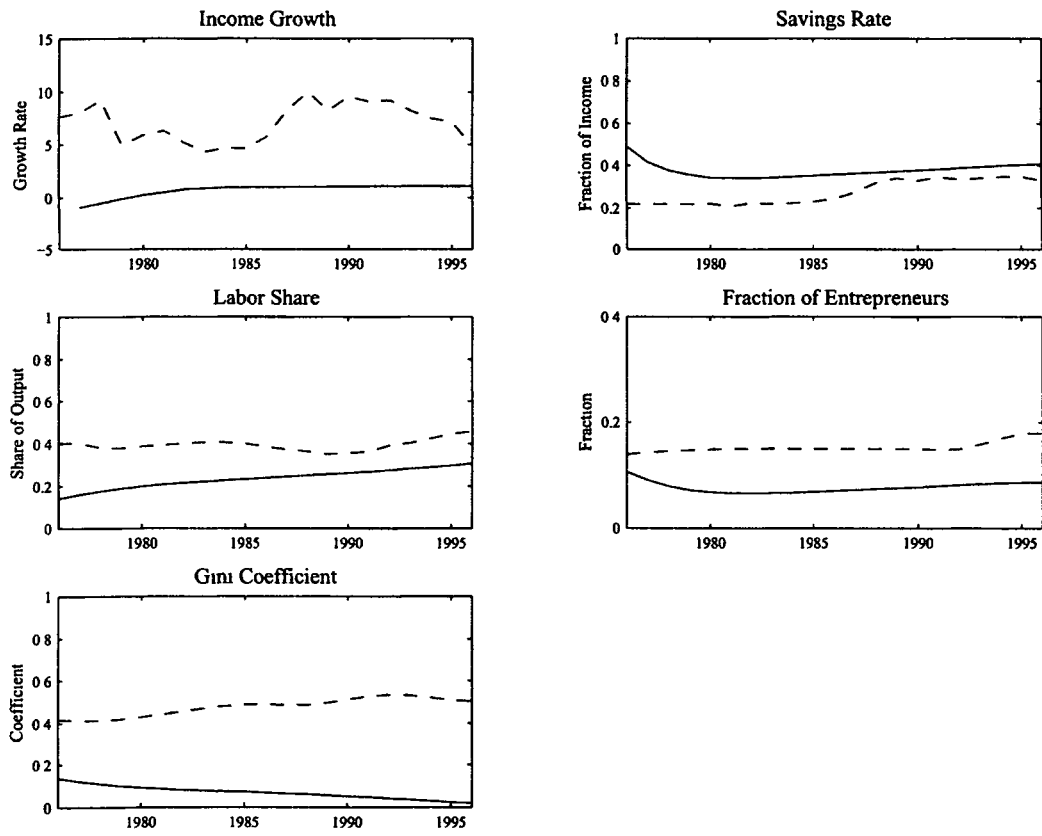 Income Growth
Growth Rate
15
10
5
0
−5
1980 1985 1990 1995
Savings Rate
Fraction of Income
1
0 8
0 6
0 4
0 2
0
1980 1985 1990 1995
Labor Share
Share of Output
1
0 8
0 6
0 4
0 2
0
1980 1985 1990 1995
Fraction of Entrepreneurs
Fraction
0 4
0 2
0
1980 1985 1990 1995
Gını Coefficient
Coefficient
1
0 8
0 6
0 4
0 2
0
1980 1985 1990 1995